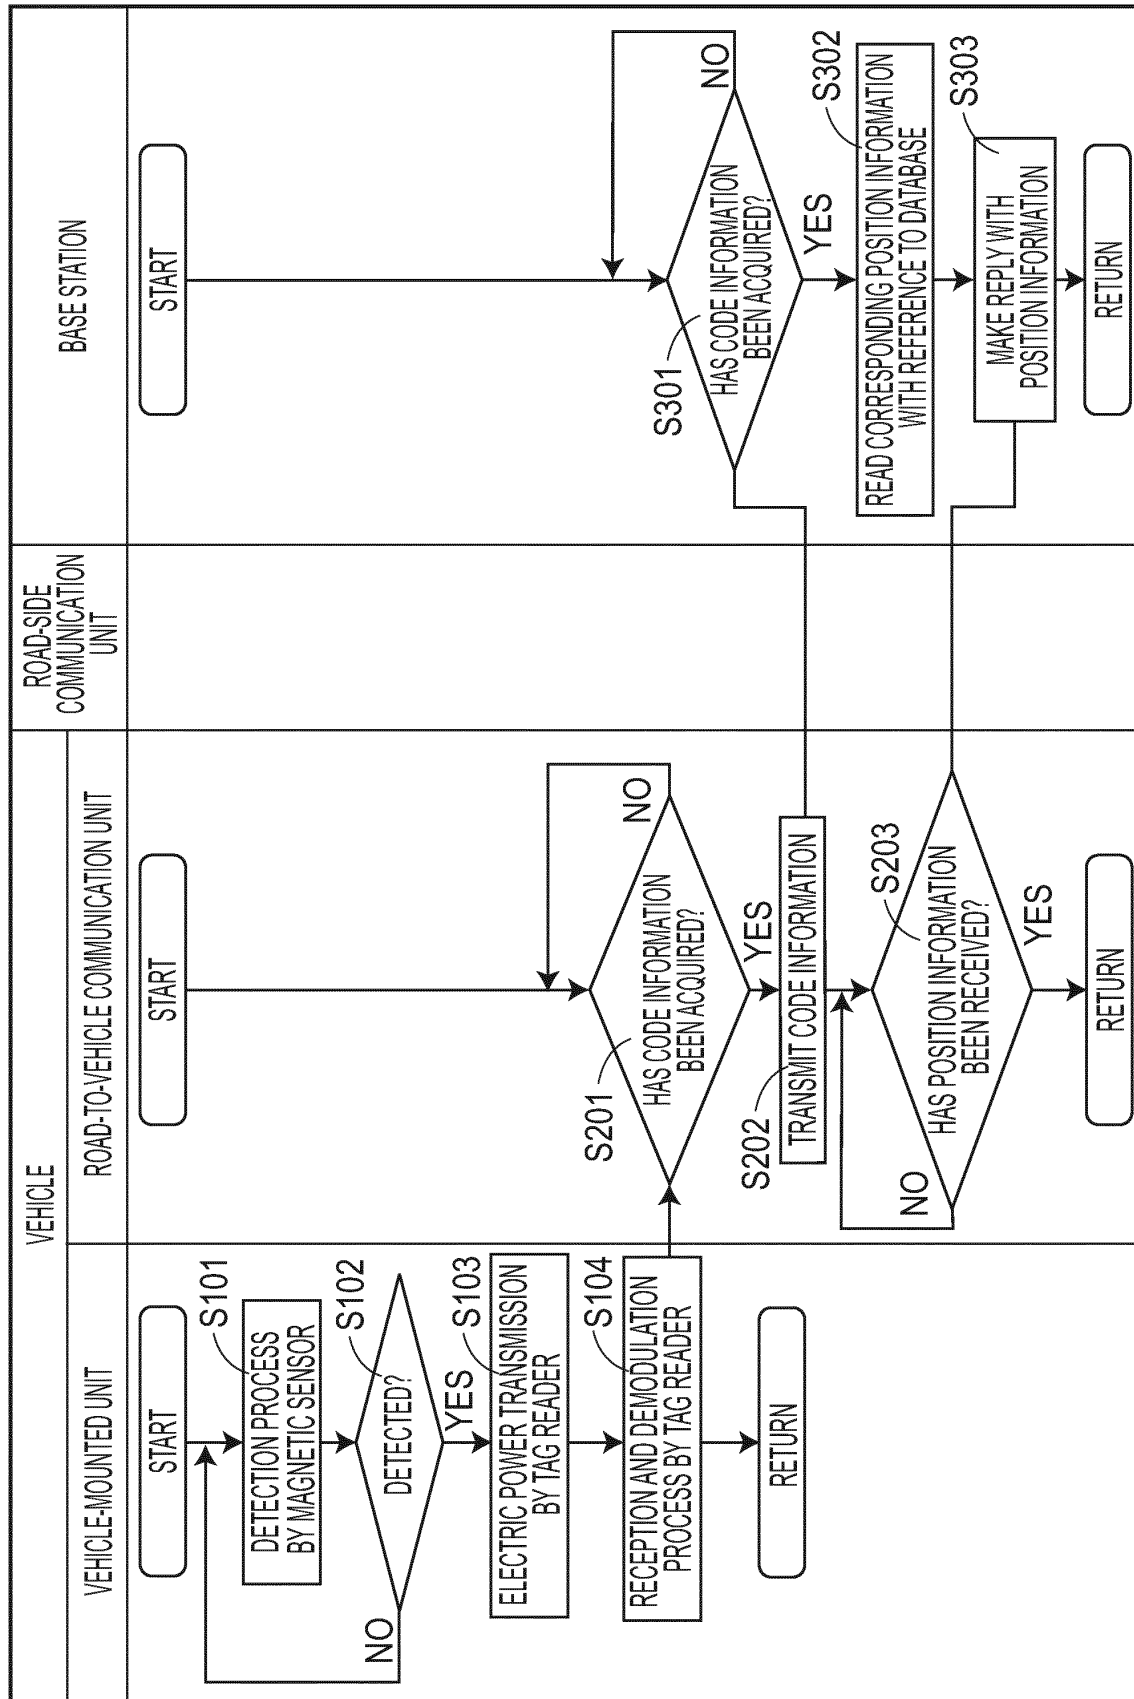 VEHICLE
VEHICLE-MOUNTED UNIT
ROAD-TO-VEHICLE COMMUNICATION UNIT
ROAD-SIDE
COMMUNICATION
UNIT
BASE STATION
START
S101
DETECTION PROCESS
BY MAGNETIC SENSOR
S102
DETECTED?
NO
YES
S103
ELECTRIC POWER TRANSMISSION
BY TAG READER
S104
RECEPTION AND DEMODULATION
PROCESS BY TAG READER
RETURN
START
S201
HAS CODE INFORMATION
BEEN ACQUIRED?
NO
YES
S202
TRANSMIT CODE INFORMATION
S203
HAS POSITION INFORMATION
BEEN RECEIVED?
NO
YES
RETURN
START
S301
HAS CODE INFORMATION
BEEN ACQUIRED?
NO
YES
S302
READ CORRESPONDING POSITION INFORMATION
WITH REFERENCE TO DATABASE
S303
MAKE REPLY WITH
POSITION INFORMATION
RETURN